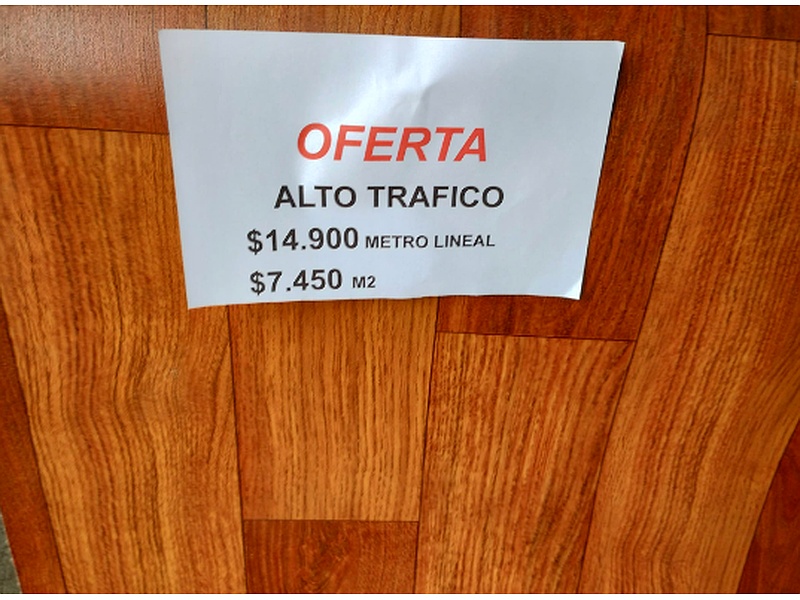 OFERTA
ALTO TRAFICO
$14.900 METRO LINEAL
$7.450 M2